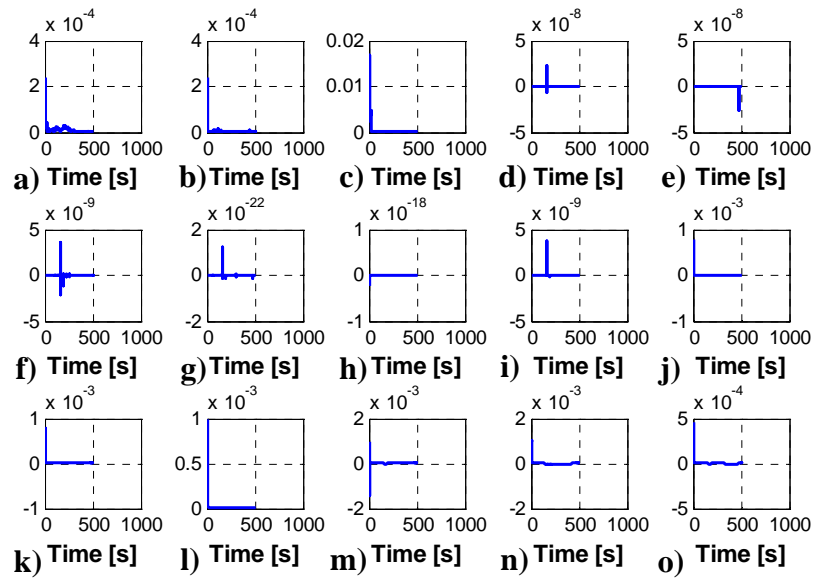 x 10-4 x 10-4 x 10-8 x 10-8
4 4 0.02 5 5
2 2 0.01 0 0
0 0 0 -5 -5
0 500 1000 0 500 1000 0 500 1000 0 500 1000 0 500 1000
a) Time [s] b) Time [s] c) Time [s] d) Time [s] e) Time [s]
x 10-9 x 10-22 x 10-18 x 10-9 x 10-3
5 2 1 5 1
0 0 0 0 0
-5 -2 -1 -5 -1
0 500 1000 0 500 1000 0 500 1000 0 500 1000 0 500 1000
f) Time [s] g) Time [s] h) Time [s] i) Time [s] j) Time [s]
x 10-3 x 10-3 x 10-3 x 10-3 x 10-4
1 1 2 2 5
0 0.5 0 0 0
-1 0 -2 -2 -5
0 500 1000 0 500 1000 0 500 1000 0 500 1000 0 500 1000
k) Time [s] l) Time [s] m) Time [s] n) Time [s] o) Time [s]